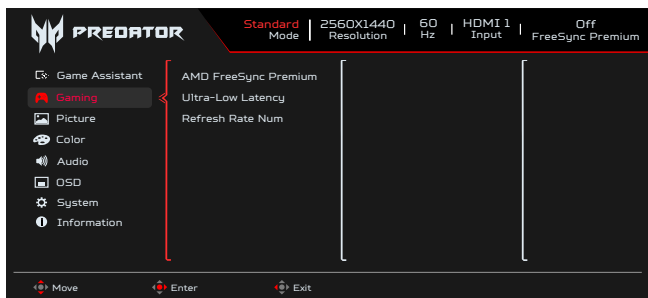 PREDATOR
Standard
Mode
2560X1440
Resolution
60
Hz
HDMI 1
Input
Off
FreeSync Premium
Game Assistant
Gaming
Picture
Color
Audio
OSD
System
Information
AMD FreeSync Premium
Ultra-Low Latency
Refresh Rate Num
Move
Enter
Exit